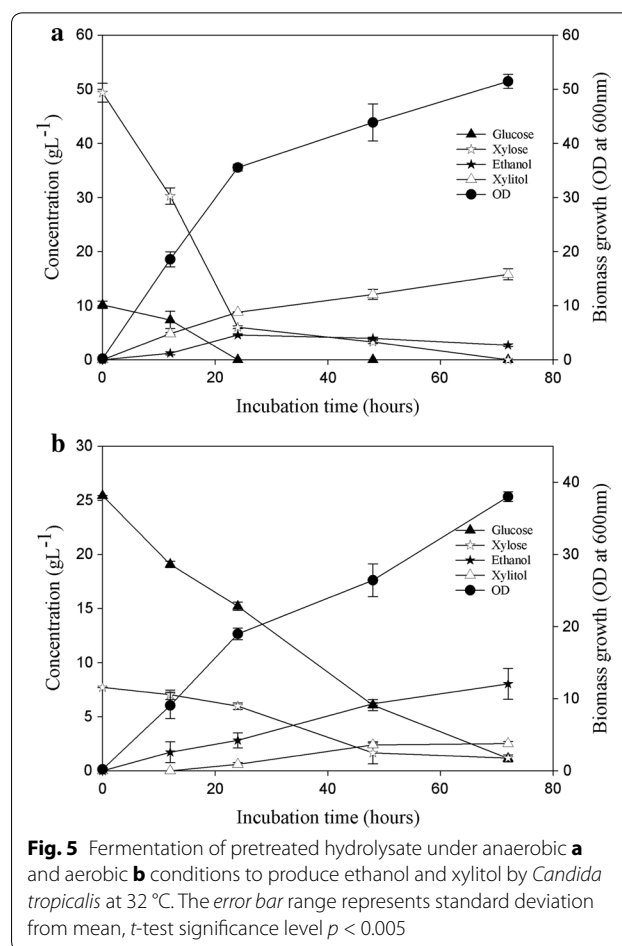 a
60
50
40
30
20
10
0
Concentration (gL⁻¹)
Glucose
Xylose
Ethanol
Xylitol
OD
60
50
40
30
20
10
0
Biomass growth (OD at 600nm)
0 20 40 60 80
Incubation time (hours)
b
30
25
20
15
10
5
0
Concentration (gL⁻¹)
Glucose
Xylose
Ethanol
Xylitol
OD
40
30
20
10
0
Biomass growth (OD at 600nm)
0 20 40 60 80
Incubation time (hours)
Fig. 5 Fermentation of pretreated hydrolysate under anaerobic a
and aerobic b conditions to produce ethanol and xylitol by Candida
tropicalis at 32 °C. The error bar range represents standard deviation
from mean, t-test significance level p < 0.005